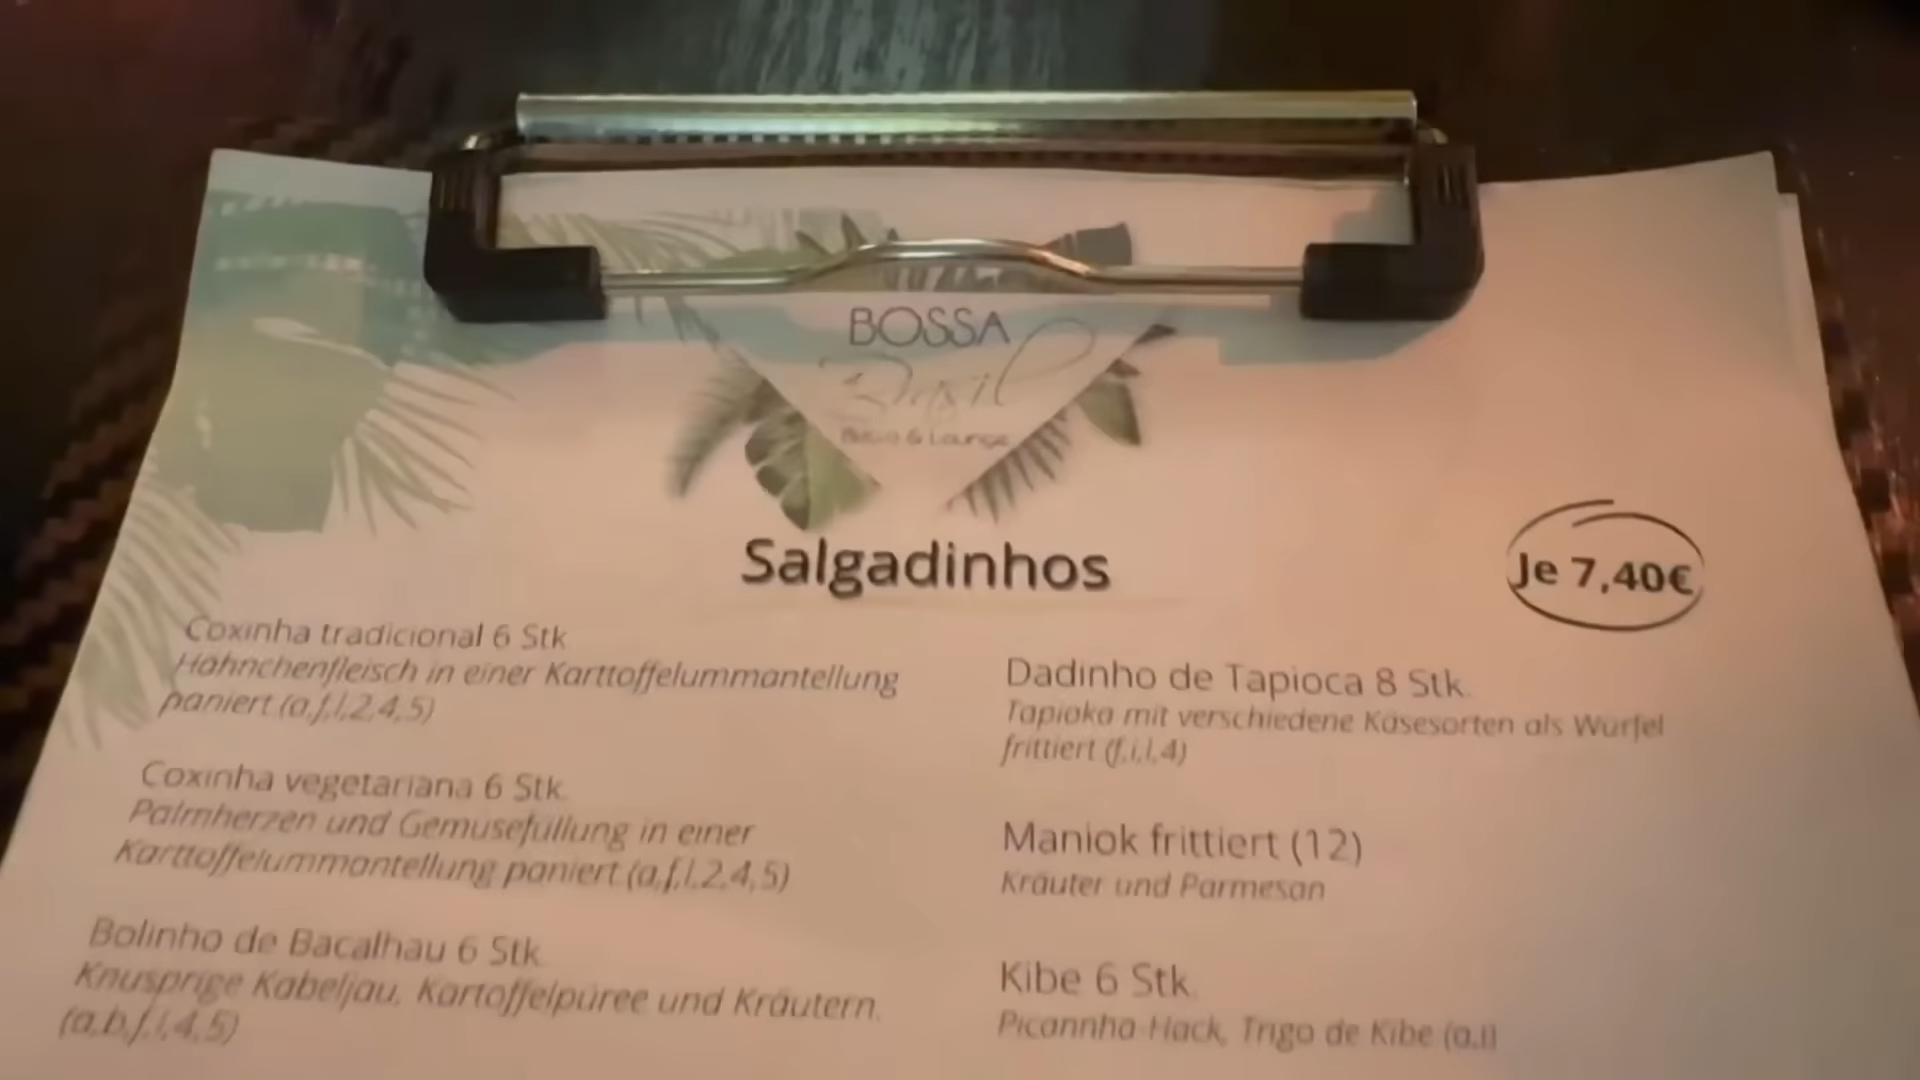 BOSSA
Brasil
Salgadinhos
Je 7,40€
Coxinha tradicional 6 Stk
Hähnchenfleisch in einer Karttoffelummantellung
paniert (a,f,l,2,4,5)
Coxinha vegetariana 6 Stk.
Palmherzen und Gemüsefüllung in einer
Karttoffelummantellung paniert (a,f,l,2,4,5)
Bolinho de Bacalhau 6 Stk
Knusprige Kabeljau, Kartoffelpüree und Kräutern.
(a,b,f,l,4,5)
Dadinho de Tapioca 8 Stk.
Tapioka mit verschiedene Käsesorten als Würfel
frittiert (f,i,l,4)
Maniok frittiert (12)
Kräuter und Parmesan
Kibe 6 Stk.
Picannha-Hack, Trigo de Kibe